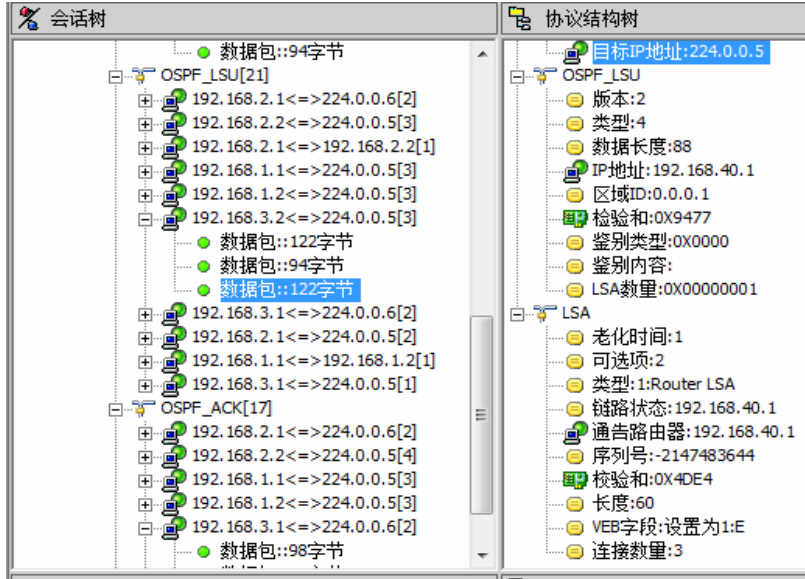 会话树
数据包::94字节
OSPF_LSU[21]
192.168.2.1<=>224.0.0.6[2]
192.168.2.2<=>224.0.0.5[3]
192.168.2.1<=>192.168.2.2[1]
192.168.1.1<=>224.0.0.5[3]
192.168.1.2<=>224.0.0.5[3]
192.168.3.2<=>224.0.0.5[3]
数据包::122字节
数据包::94字节
数据包::122字节
192.168.3.1<=>224.0.0.6[2]
192.168.2.1<=>224.0.0.5[2]
192.168.1.1<=>192.168.1.2[1]
192.168.3.1<=>224.0.0.5[1]
OSPF_ACK[17]
192.168.2.1<=>224.0.0.6[2]
192.168.2.2<=>224.0.0.5[4]
192.168.1.1<=>224.0.0.5[3]
192.168.1.2<=>224.0.0.5[3]
192.168.3.1<=>224.0.0.6[2]
数据包::98字节
协议结构树
目标IP地址:224.0.0.5
OSPF_LSU
版本:2
类型:4
数据长度:88
IP地址:192.168.40.1
区域ID:0.0.0.1
检验和:0X9477
鉴别类型:0X0000
鉴别内容:
LSA数量:0X00000001
LSA
老化时间:1
可选项:2
类型:1:Router LSA
链路状态:192.168.40.1
通告路由器:192.168.40.1
序列号:-2147483644
校验和:0X4DE4
长度:60
VEB字段:设置为1:E
连接数量:3